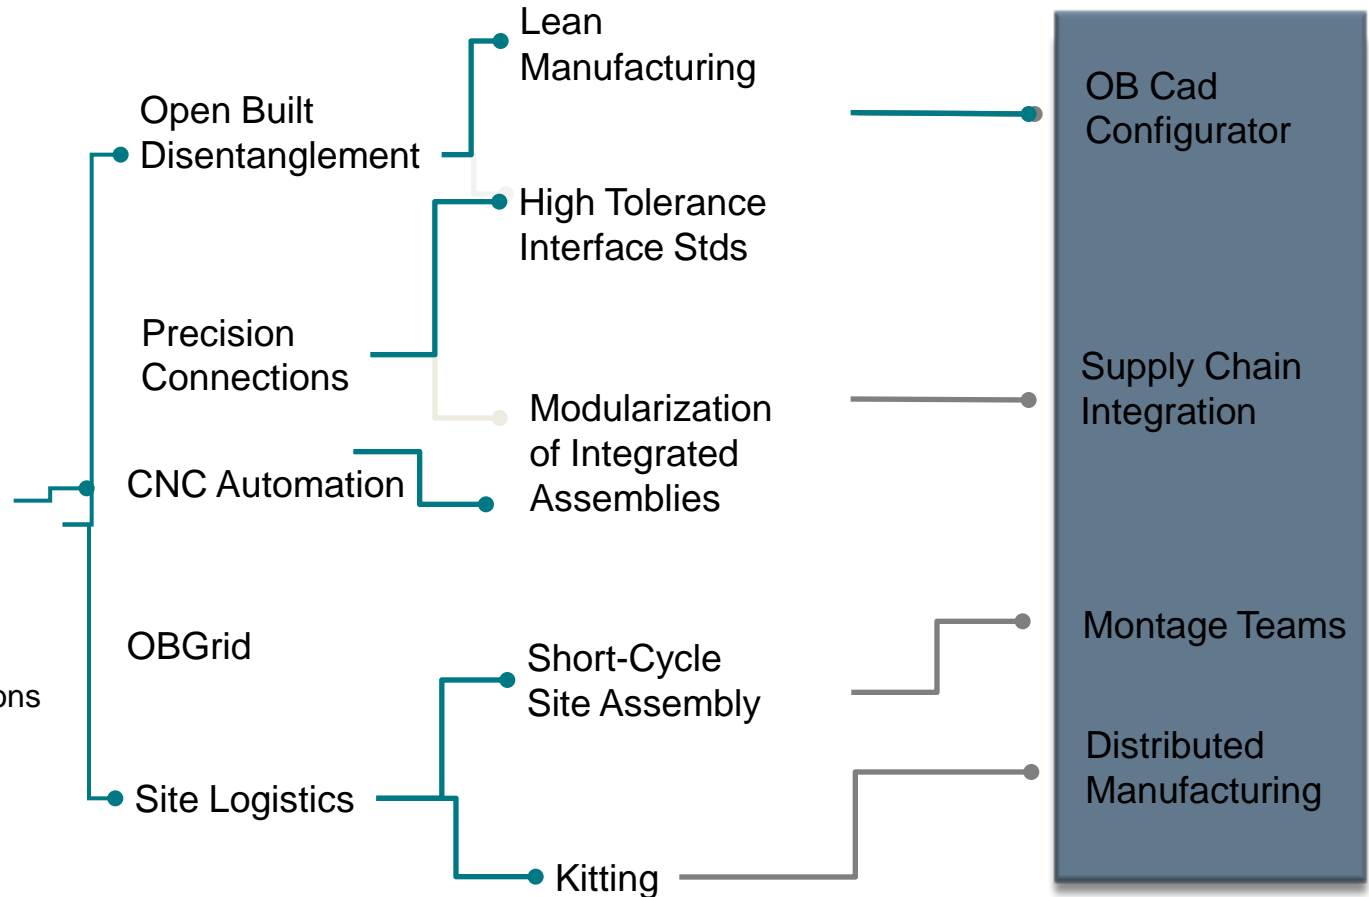 Lean
Manufacturing
Open Built
Disentanglement
OB Cad
Configurator
High Tolerance
Interface Stds
Precision
Connections
Supply Chain
Integration
Modularization
of Integrated
Assemblies
CNC Automation
OBGrid
Short-Cycle
Site Assembly
Montage Teams
ons
Site Logistics
Distributed
Manufacturing
Kitting